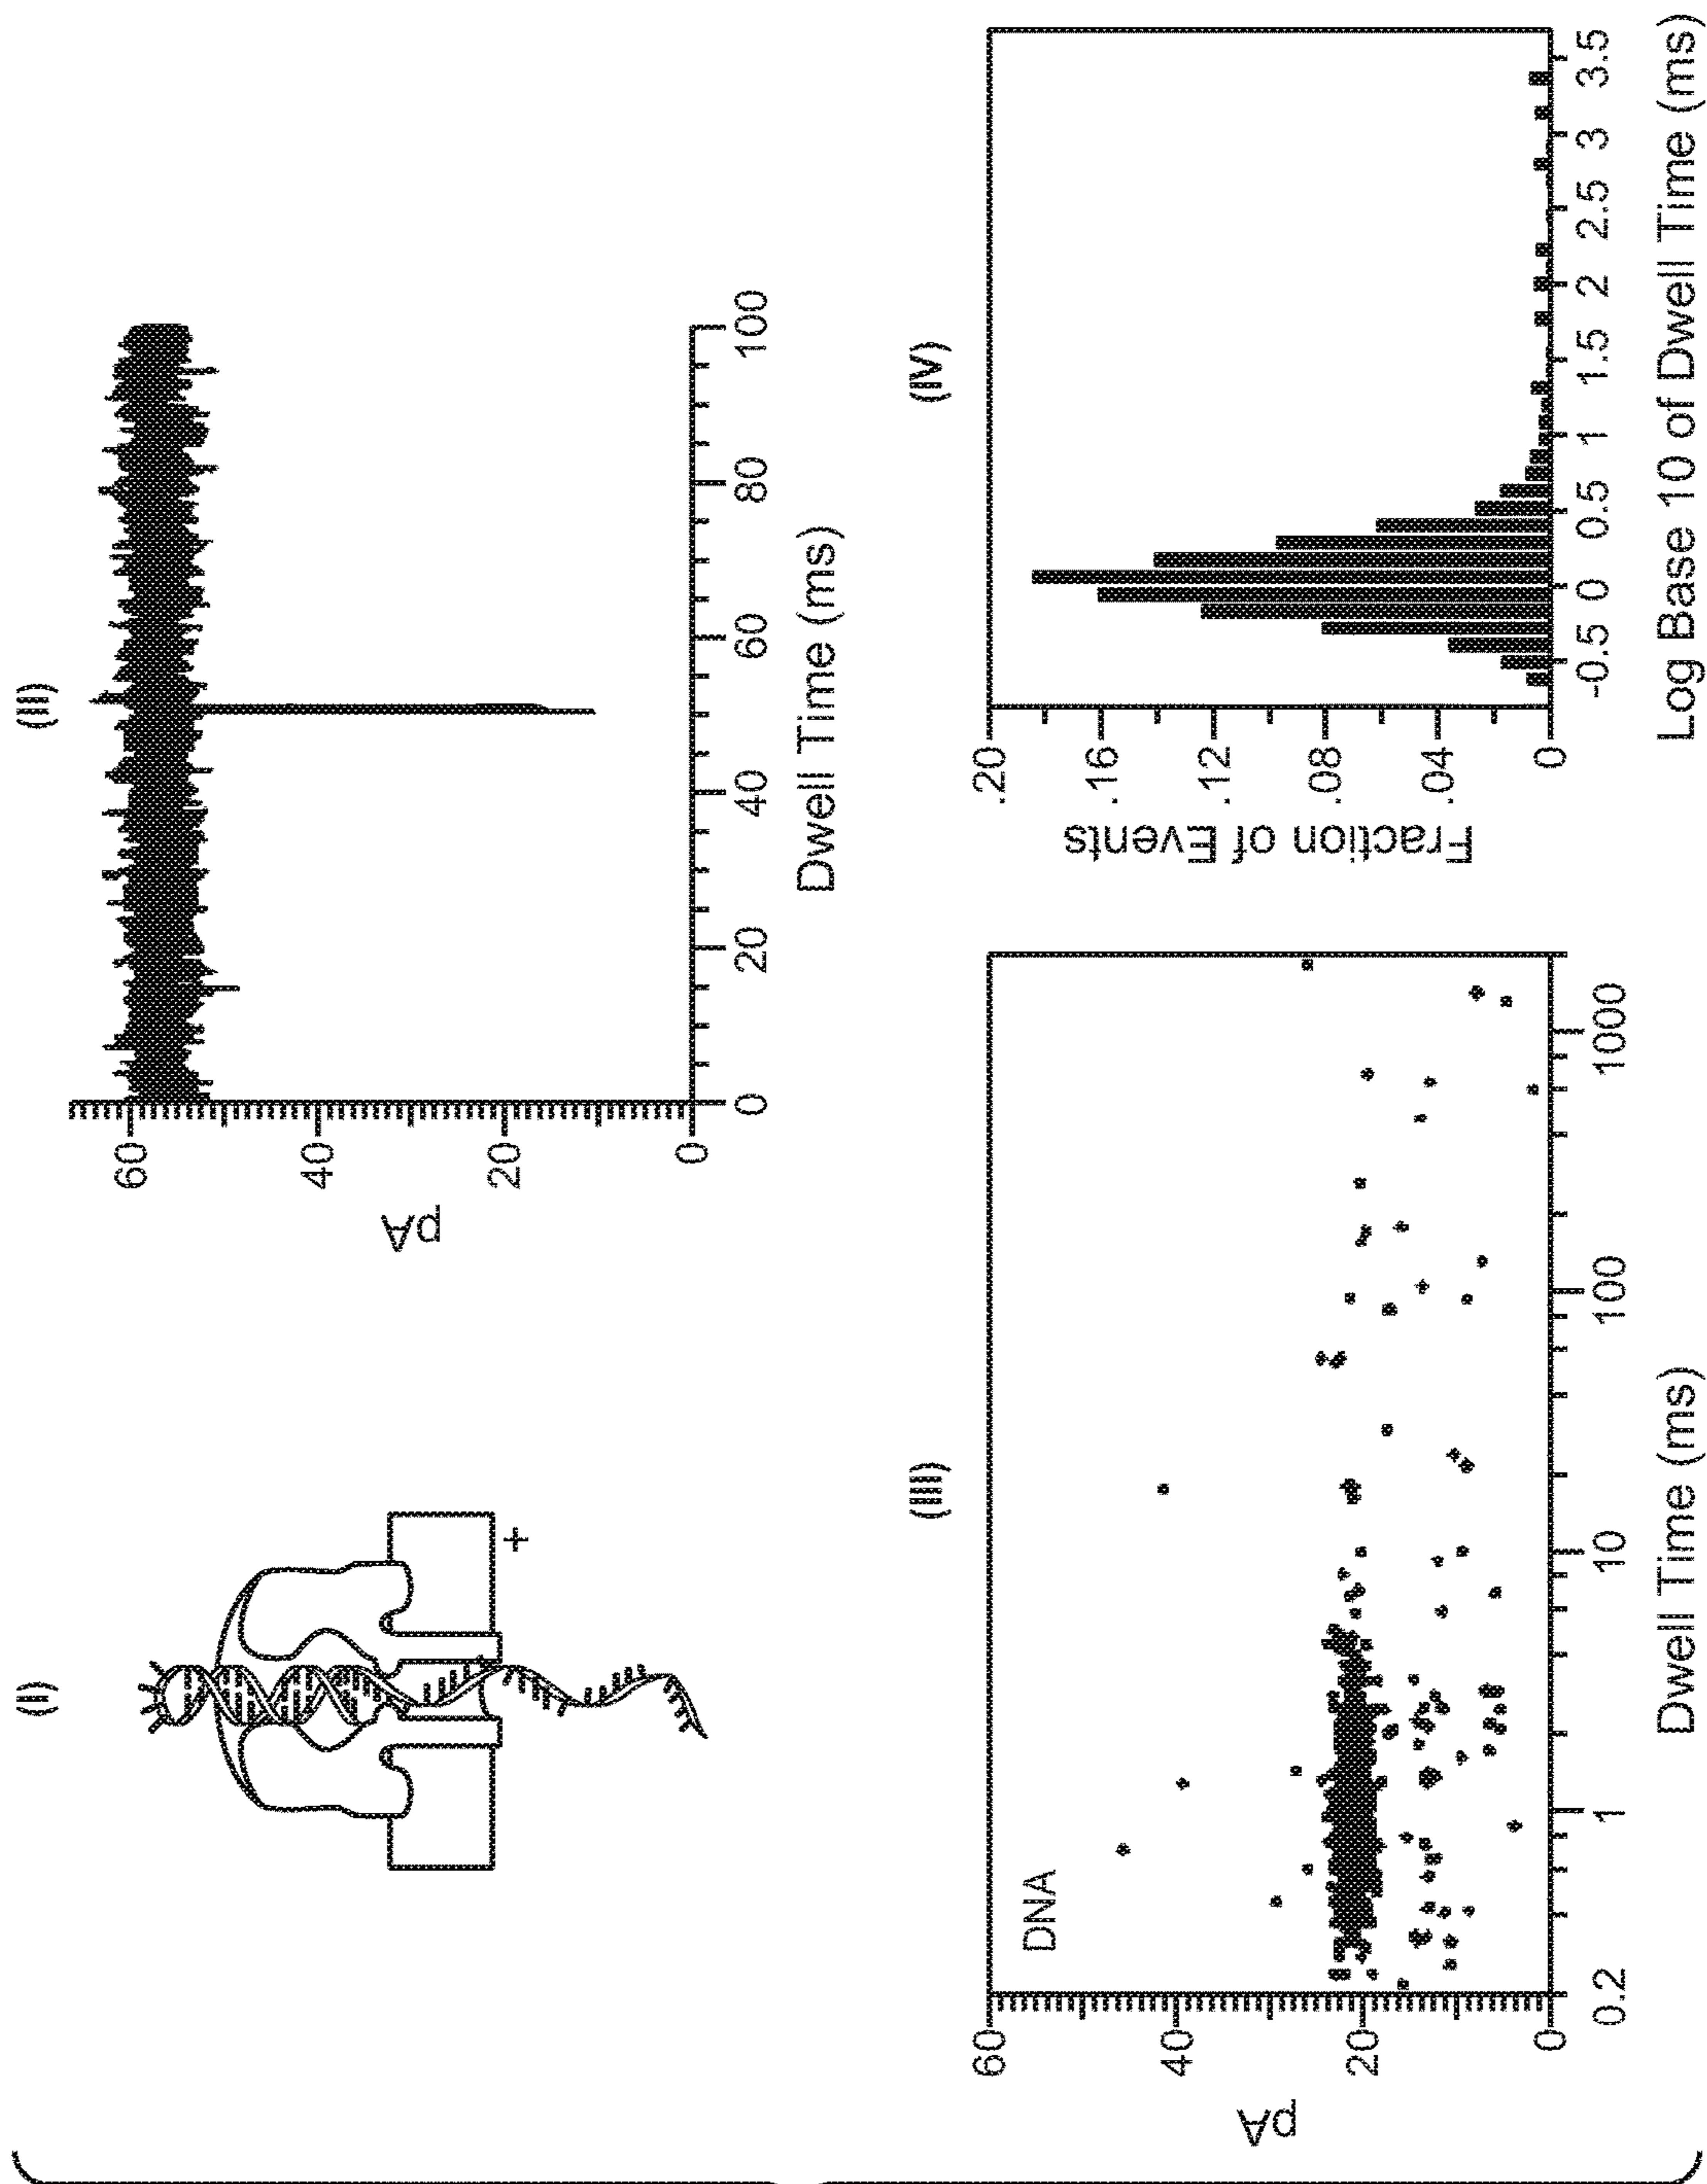 (I)
+
(II)
pA
60
40
20
0
0 20 40 60 80 100
Dwell Time (ms)
(III)
DNA
pA
60
40
20
0
0.2 1 10 100 1000
Dwell Time (ms)
(IV)
Fraction of Events
.20
.16
.12
.08
.04
0
-0.5 0 0.5 1 1.5 2 2.5 3 3.5
Log Base 10 of Dwell Time (ms)